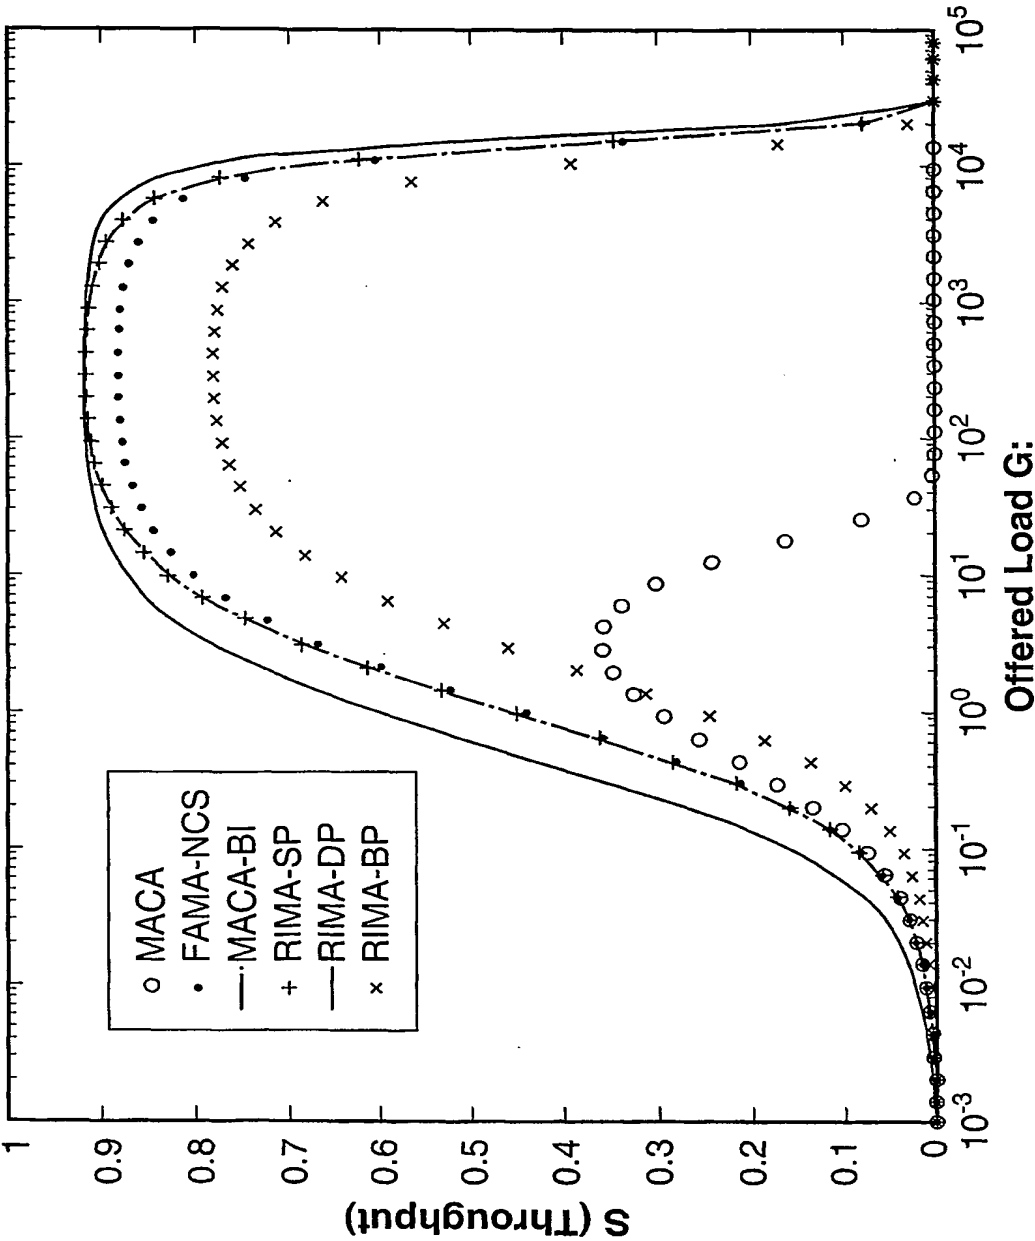 S (Throughput)
1
0.9
0.8
0.7
0.6
0.5
0.4
0.3
0.2
0.1
0
MACA
FAMA-NCS
MACA-BI
RIMA-SP
RIMA-DP
RIMA-BP
10^-3
10^-2
10^-1
10^0
10^1
10^2
10^3
10^4
10^5
Offered Load G: